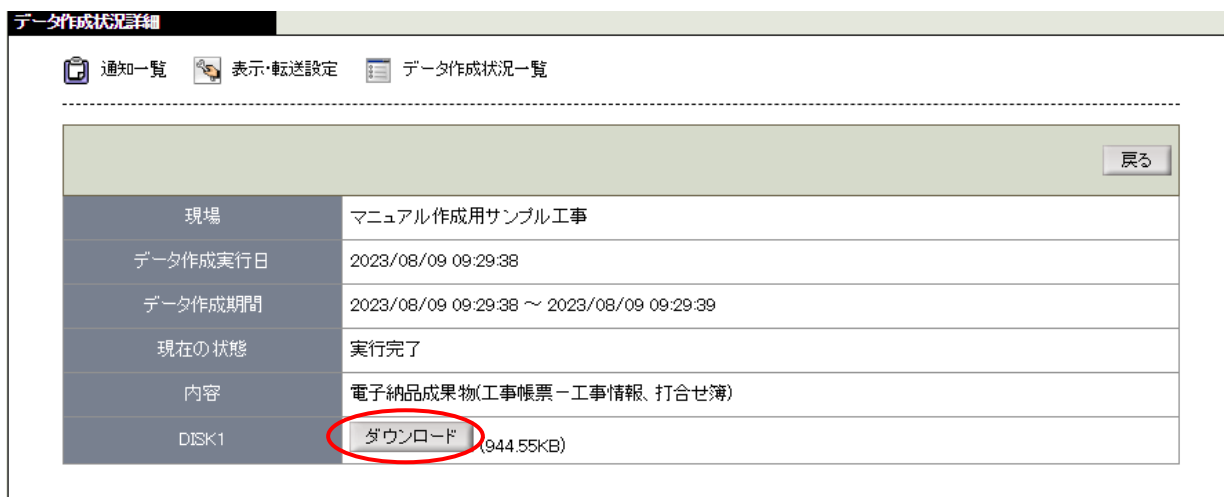 データ作成状況詳細
通知一覧 表示・転送設定 データ作成状況一覧
戻る
現場 マニュアル作成用サンプル工事
データ作成実行日 2023/08/09 09:29:38
データ作成期間 2023/08/09 09:29:38 ～ 2023/08/09 09:29:39
現在の状態 実行完了
内容 電子納品成果物(工事帳票－工事情報、打合せ簿)
DISK1 ダウンロード (944.55KB)